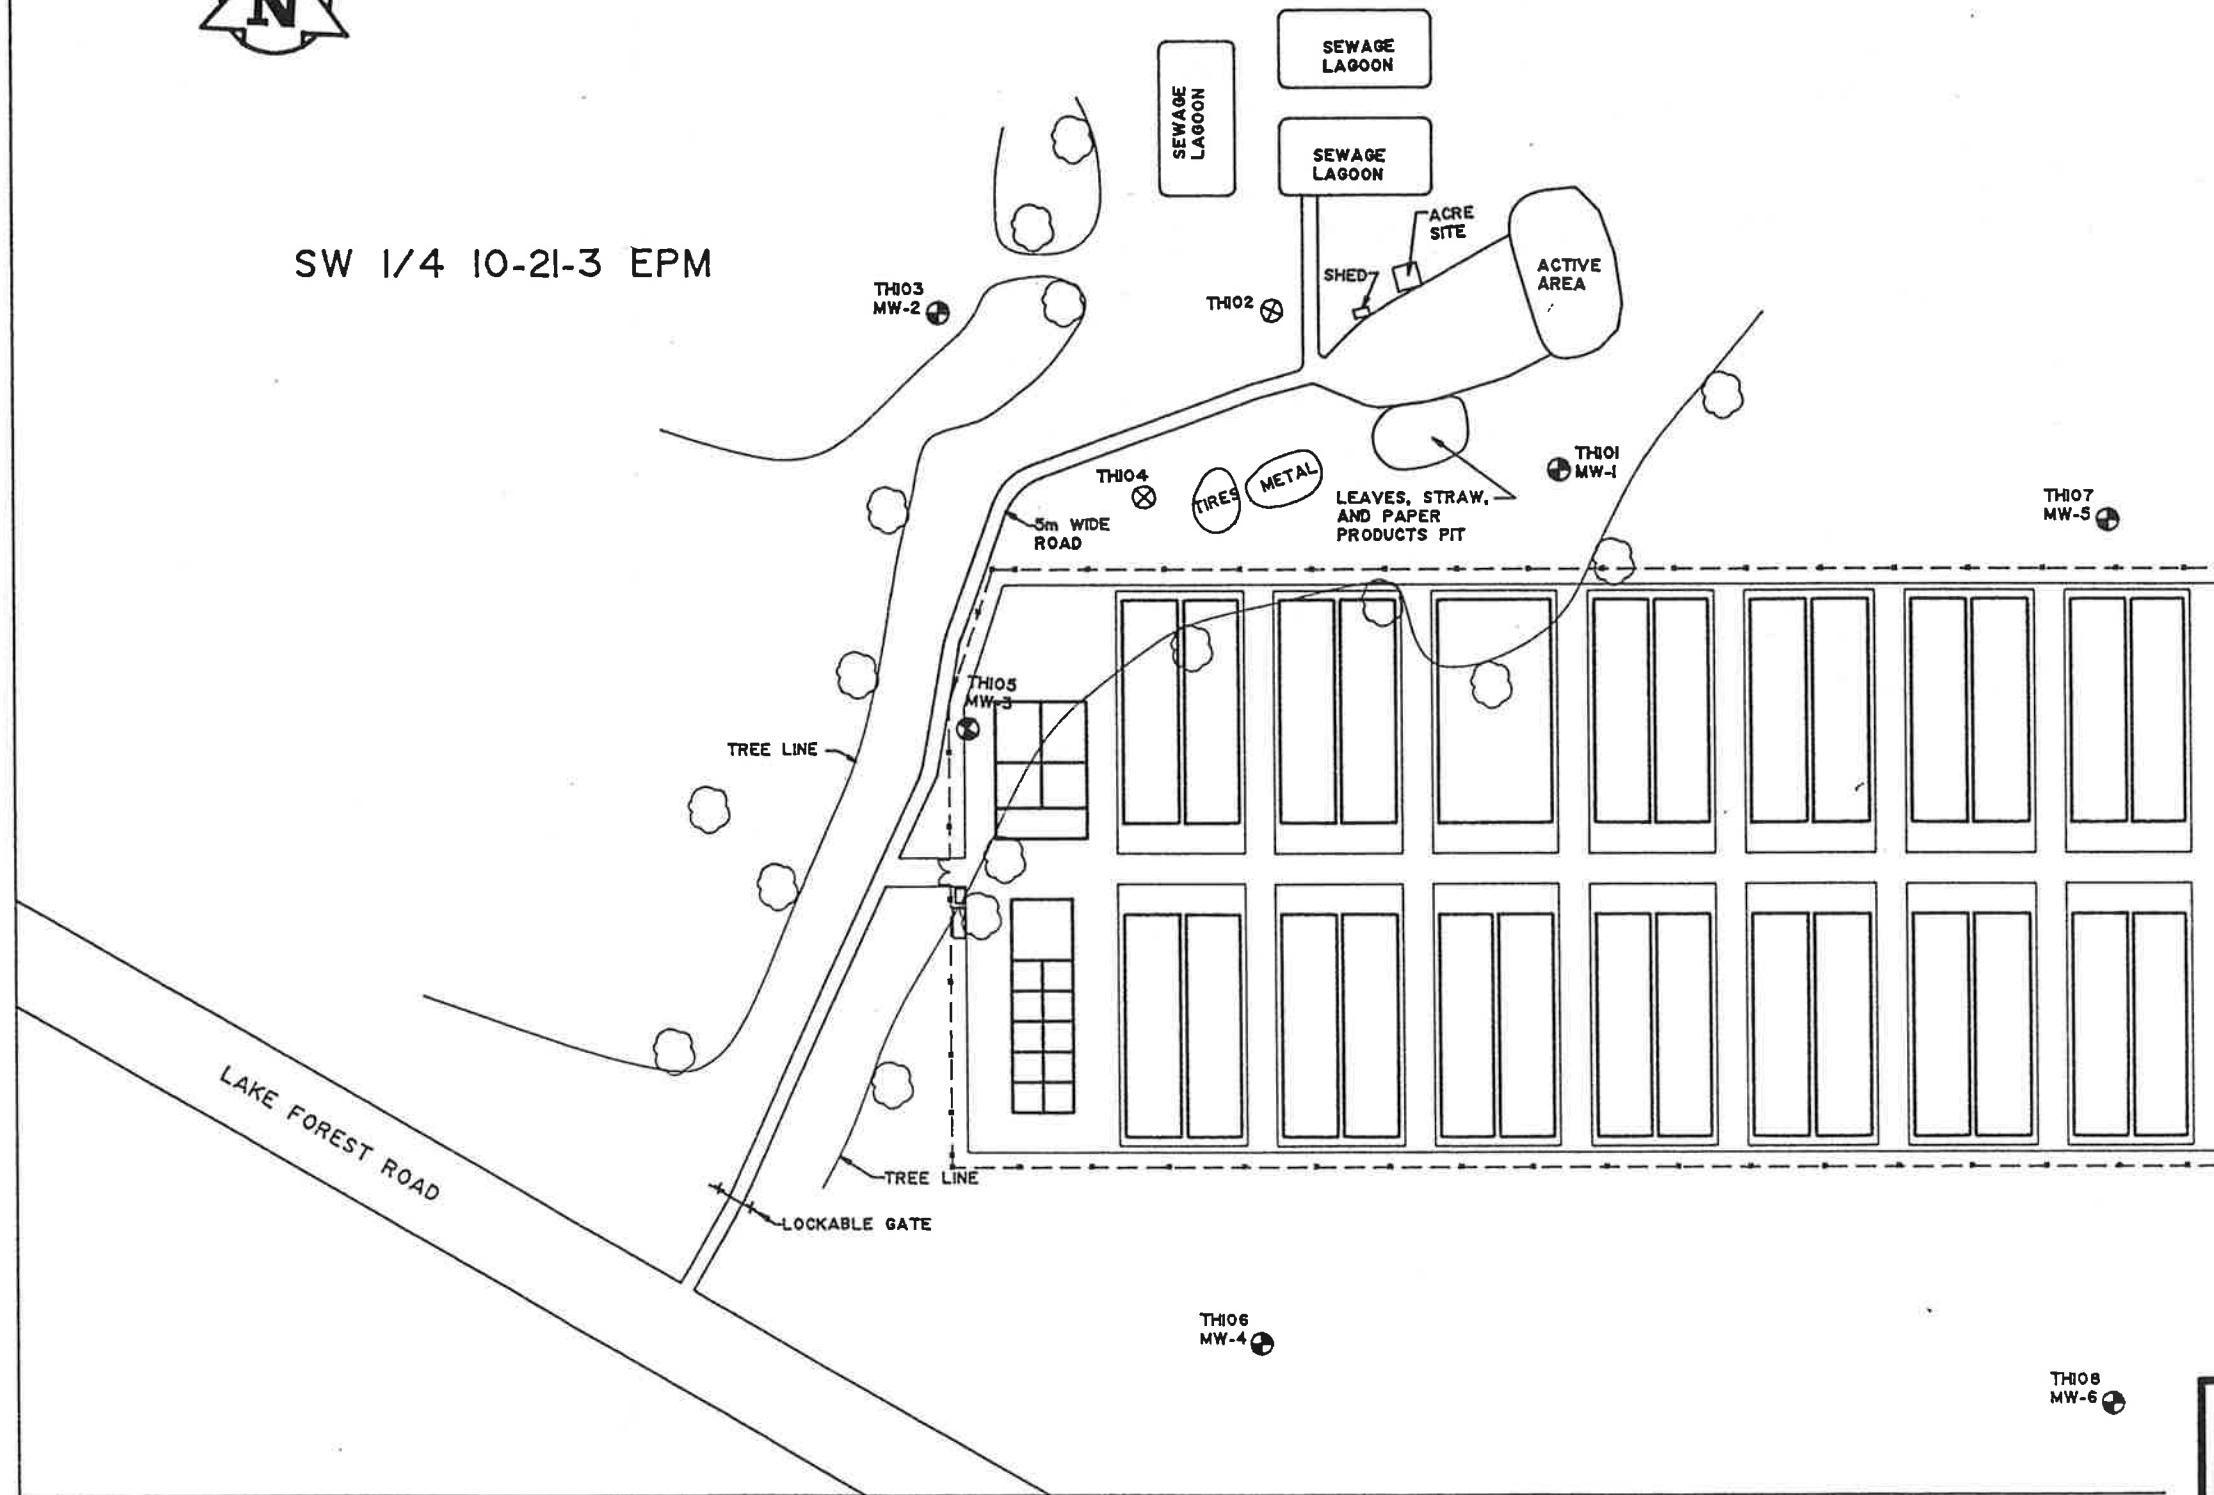 N
SEWAGE
LAGOON
SEWAGE
LAGOON
SEWAGE
LAGOON
ACRE
SITE
SHED
ACTIVE
AREA
SW 1/4 10-21-3 EPM
TH103
MW-2
TH102
TH101
MW-1
TH104
TIRES
METAL
LEAVES, STRAW,
AND PAPER
PRODUCTS PIT
TH107
MW-5
5m WIDE
ROAD
TH105
MW-3
TREE LINE
LAKE FOREST ROAD
TREE LINE
LOCKABLE GATE
TH106
MW-4
TH108
MW-6